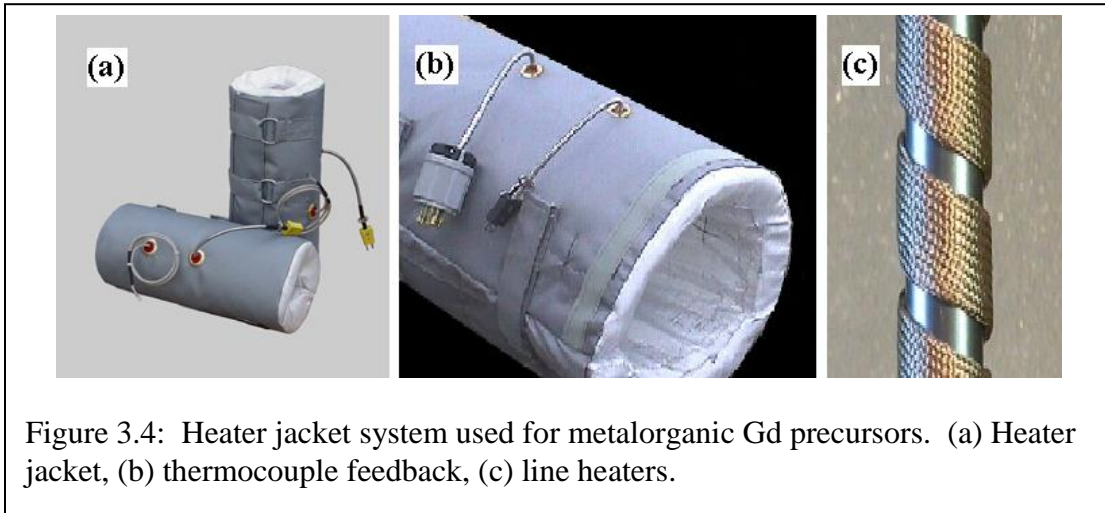 (a)
(b)
(c)
Figure 3.4:  Heater jacket system used for metalorganic Gd precursors.  (a) Heater
jacket, (b) thermocouple feedback, (c) line heaters.